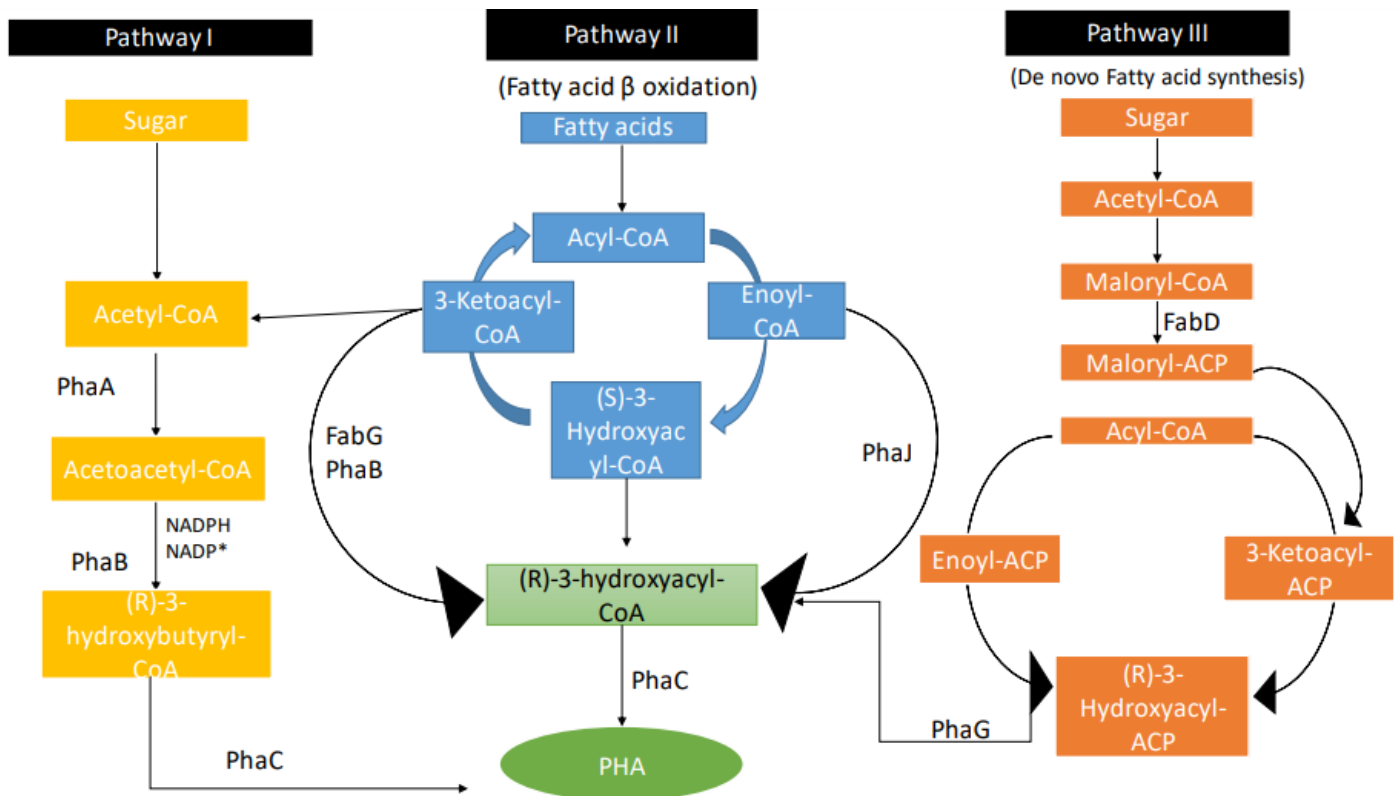 Pathway I
Sugar
Acetyl-CoA
PhaA
Acetoacetyl-CoA
NADPH
NADP*
PhaB
(R)-3-
hydroxybutyryl-
CoA
PhaC
Pathway II
(Fatty acid β oxidation)
Fatty acids
Acyl-CoA
3-Ketoacyl-
CoA
Enoyl-
CoA
(S)-3-
Hydroxyac
yl-CoA
FabG
PhaB
PhaJ
(R)-3-hydroxyacyl-
CoA
PhaC
PHA
Pathway III
(De novo Fatty acid synthesis)
Sugar
Acetyl-CoA
Maloryl-CoA
FabD
Maloryl-ACP
Acyl-CoA
Enoyl-ACP
3-Ketoacyl-
ACP
(R)-3-
Hydroxyacyl-
ACP
PhaG